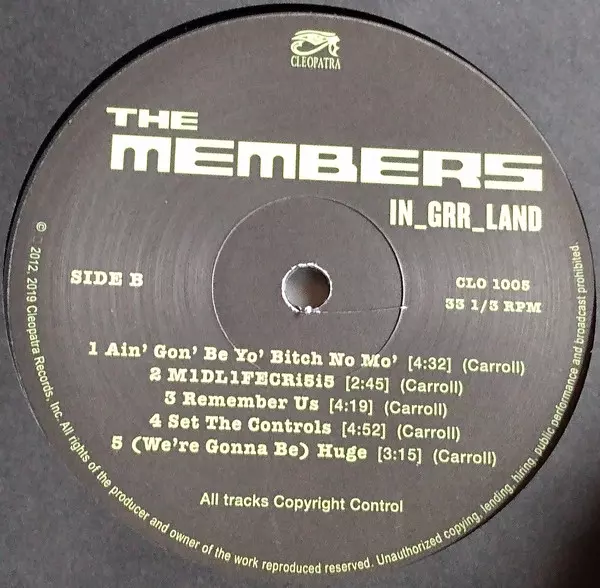 CLEOPATRA
THE
MEMBERS
IN_GRR_LAND
SIDE B
CLO 1005
33 1/3 RPM
1 Ain' Gon' Be Yo' Bitch No Mo' [4:32] (Carroll)
2 M1DL1FECRi5i5 [2:45] (Carroll)
3 Remember Us [4:19] (Carroll)
4 Set The Controls [4:52] (Carroll)
5 (We're Gonna Be) Huge [3:15] (Carroll)
All tracks Copyright Control
© 2012, 2019 Cleopatra Records, Inc. All rights of the producer and owner of the work reproduced reserved. Unauthorized copying, lending, hiring, public performance and broadcast prohibited.